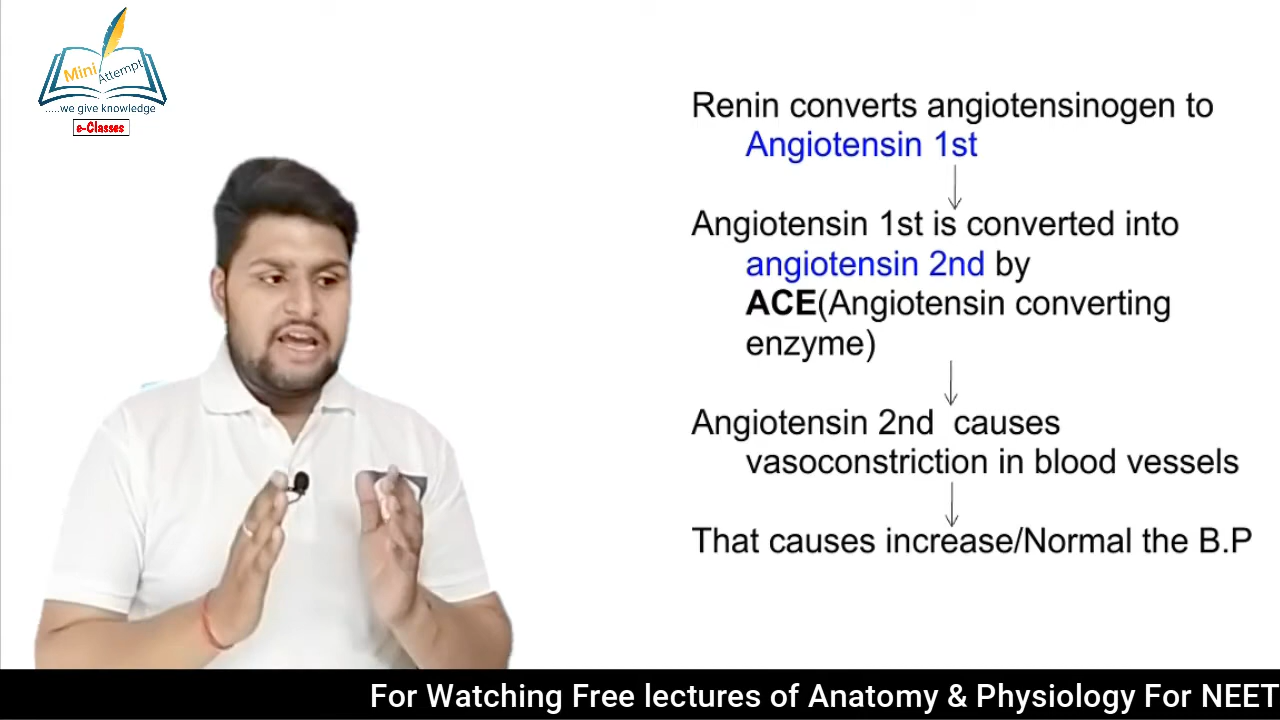 Mini
Attempt
.....we give knowledge
e-Classes
Renin converts angiotensinogen to
Angiotensin 1st
Angiotensin 1st is converted into
angiotensin 2nd by
ACE(Angiotensin converting
enzyme)
Angiotensin 2nd causes
vasoconstriction in blood vessels
That causes increase/Normal the B.P
For Watching Free lectures of Anatomy & Physiology For NEET